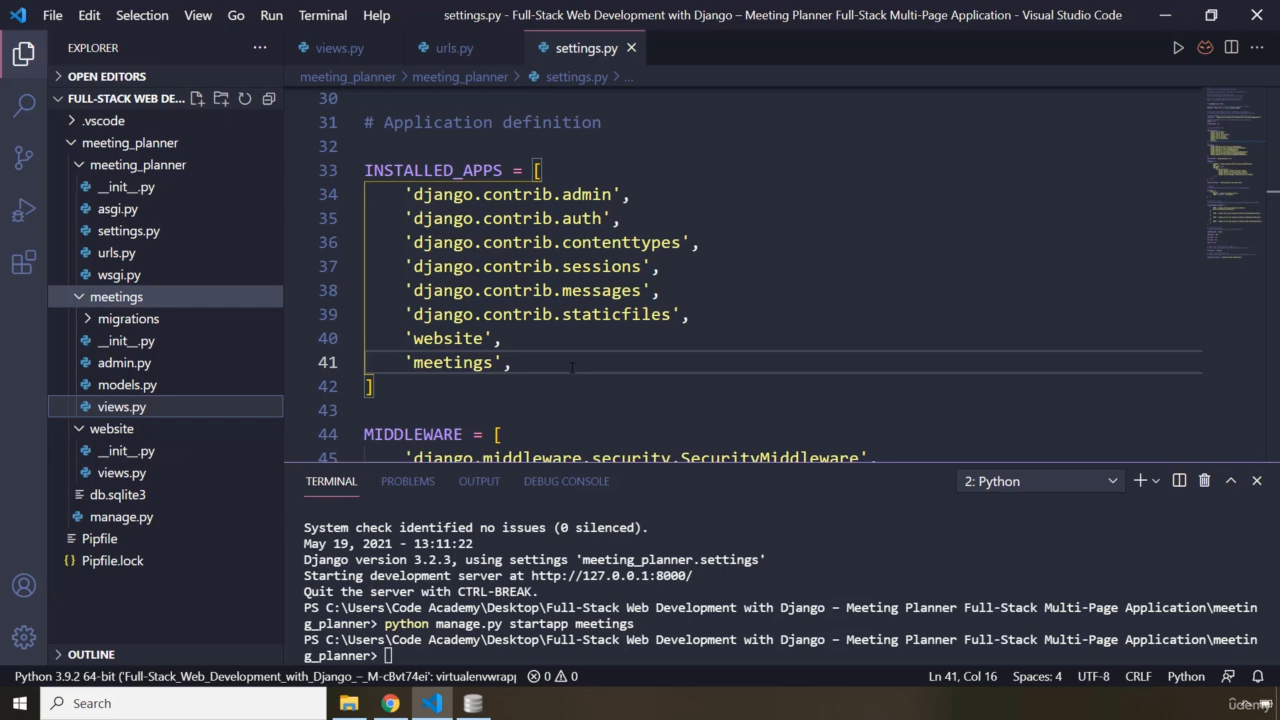 File Edit Selection View Go Run Terminal Help settings.py - Full-Stack Web Development with Django – Meeting Planner Full-Stack Multi-Page Application - Visual Studio Code
EXPLORER
views.py urls.py settings.py
OPEN EDITORS
meeting_planner > meeting_planner > settings.py > ...
FULL-STACK WEB DE...
.vscode
meeting_planner
meeting_planner
__init__.py
asgi.py
settings.py
urls.py
wsgi.py
meetings
migrations
__init__.py
admin.py
models.py
views.py
website
__init__.py
views.py
db.sqlite3
manage.py
Pipfile
Pipfile.lock
OUTLINE
30
31 # Application definition
32
33 INSTALLED_APPS = [
34 'django.contrib.admin',
35 'django.contrib.auth',
36 'django.contrib.contenttypes',
37 'django.contrib.sessions',
38 'django.contrib.messages',
39 'django.contrib.staticfiles',
40 'website',
41 'meetings',
42 ]
43
44 MIDDLEWARE = [
45 'django.middleware.security.SecurityMiddleware',
TERMINAL PROBLEMS OUTPUT DEBUG CONSOLE 2: Python
System check identified no issues (0 silenced).
May 19, 2021 - 13:11:22
Django version 3.2.3, using settings 'meeting_planner.settings'
Starting development server at http://127.0.0.1:8000/
Quit the server with CTRL-BREAK.
PS C:\Users\Code Academy\Desktop\Full-Stack Web Development with Django – Meeting Planner Full-Stack Multi-Page Application\meetin
g_planner> python manage.py startapp meetings
PS C:\Users\Code Academy\Desktop\Full-Stack Web Development with Django – Meeting Planner Full-Stack Multi-Page Application\meetin
g_planner>
Python 3.9.2 64-bit ('Full-Stack_Web_Development_with_Django_–_M-cBvt74ei': virtualenvwrapp 0 0 Ln 41, Col 16 Spaces: 4 UTF-8 CRLF Python
Search